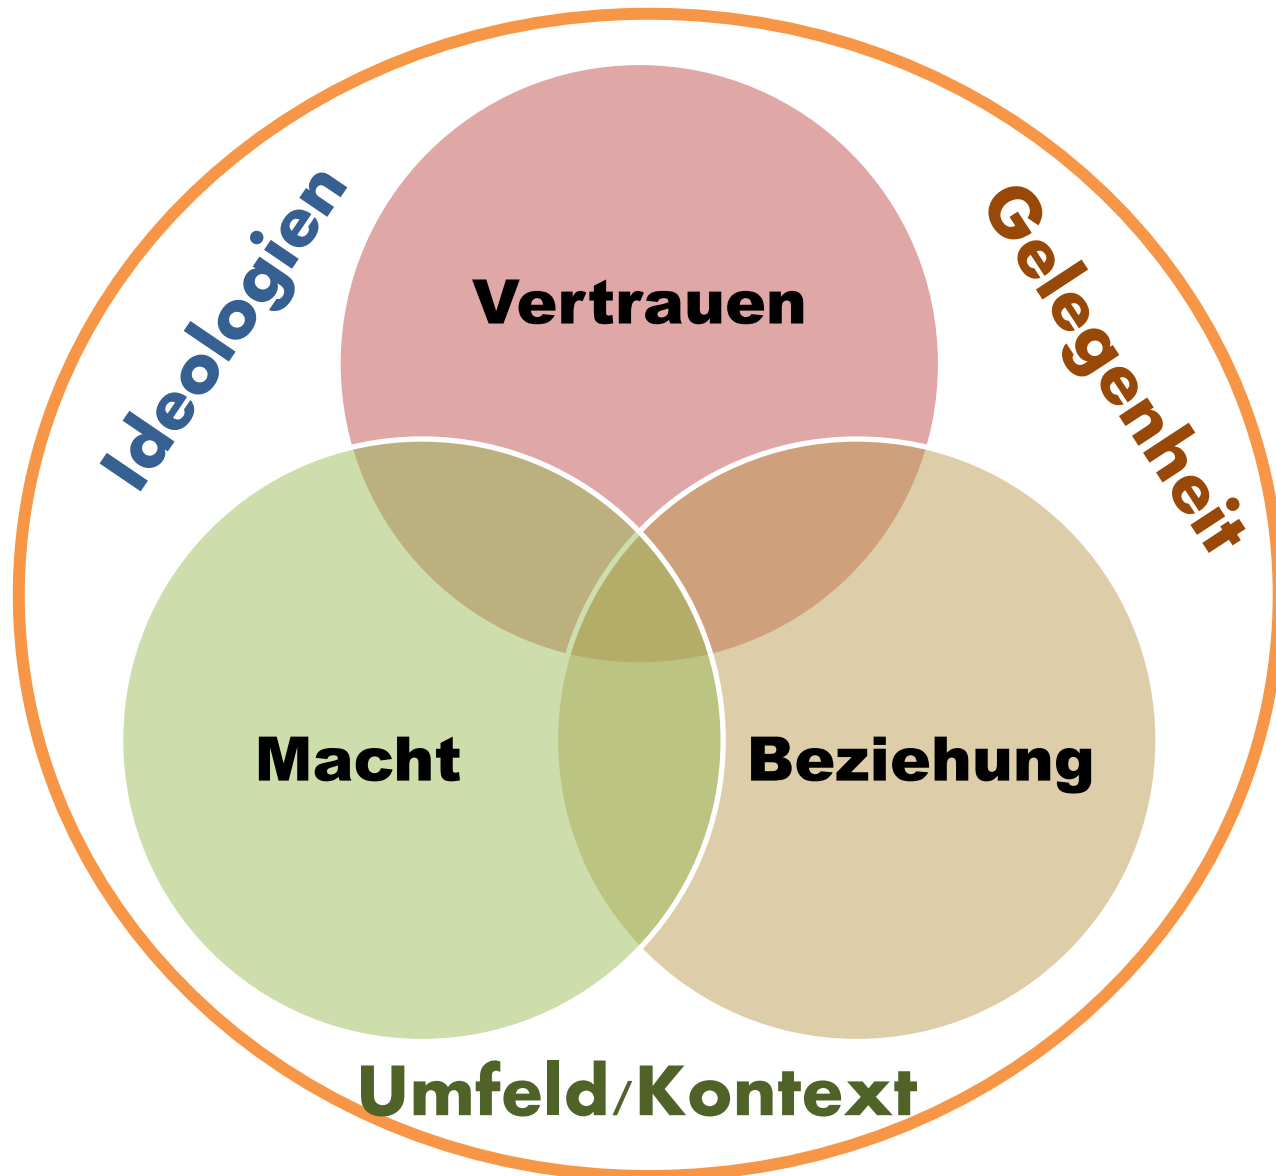 Ideologien
Gelegenheit
Vertrauen
Macht
Beziehung
Umfeld/Kontext